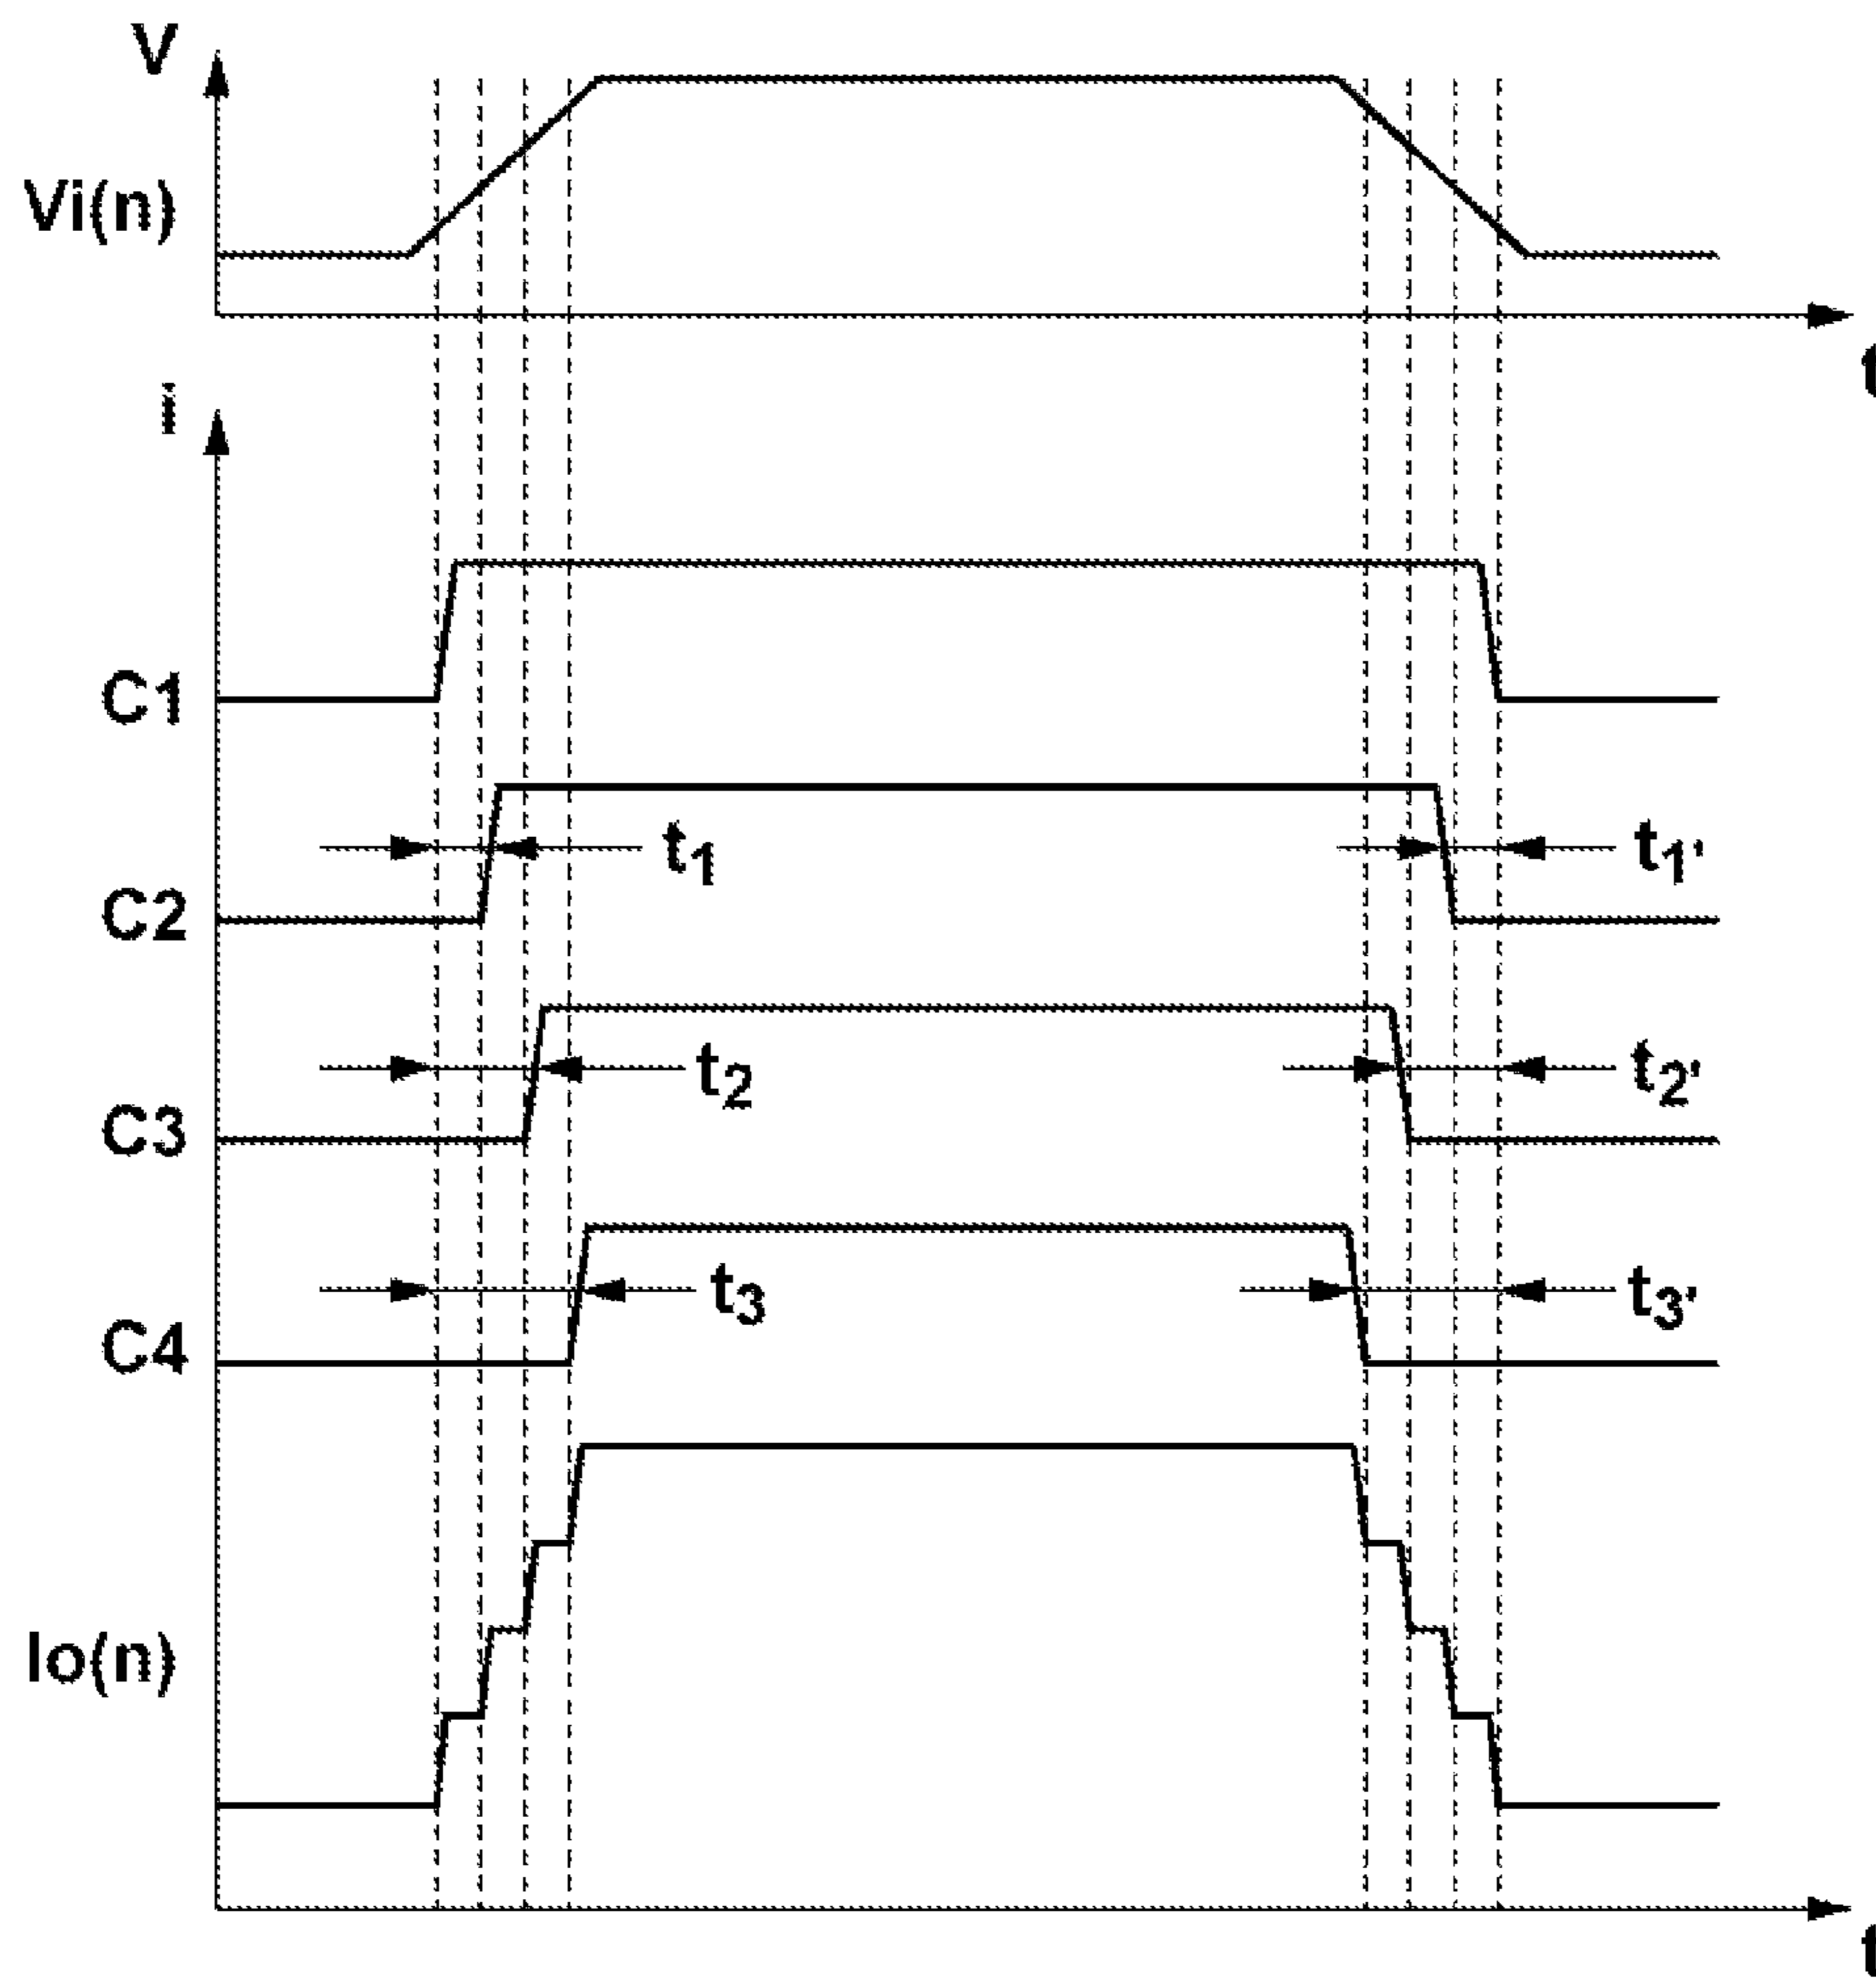 V
Vi(n)
t
i
C1
t1 t1'
C2
t2 t2'
C3
t3 t3'
C4
Io(n)
t